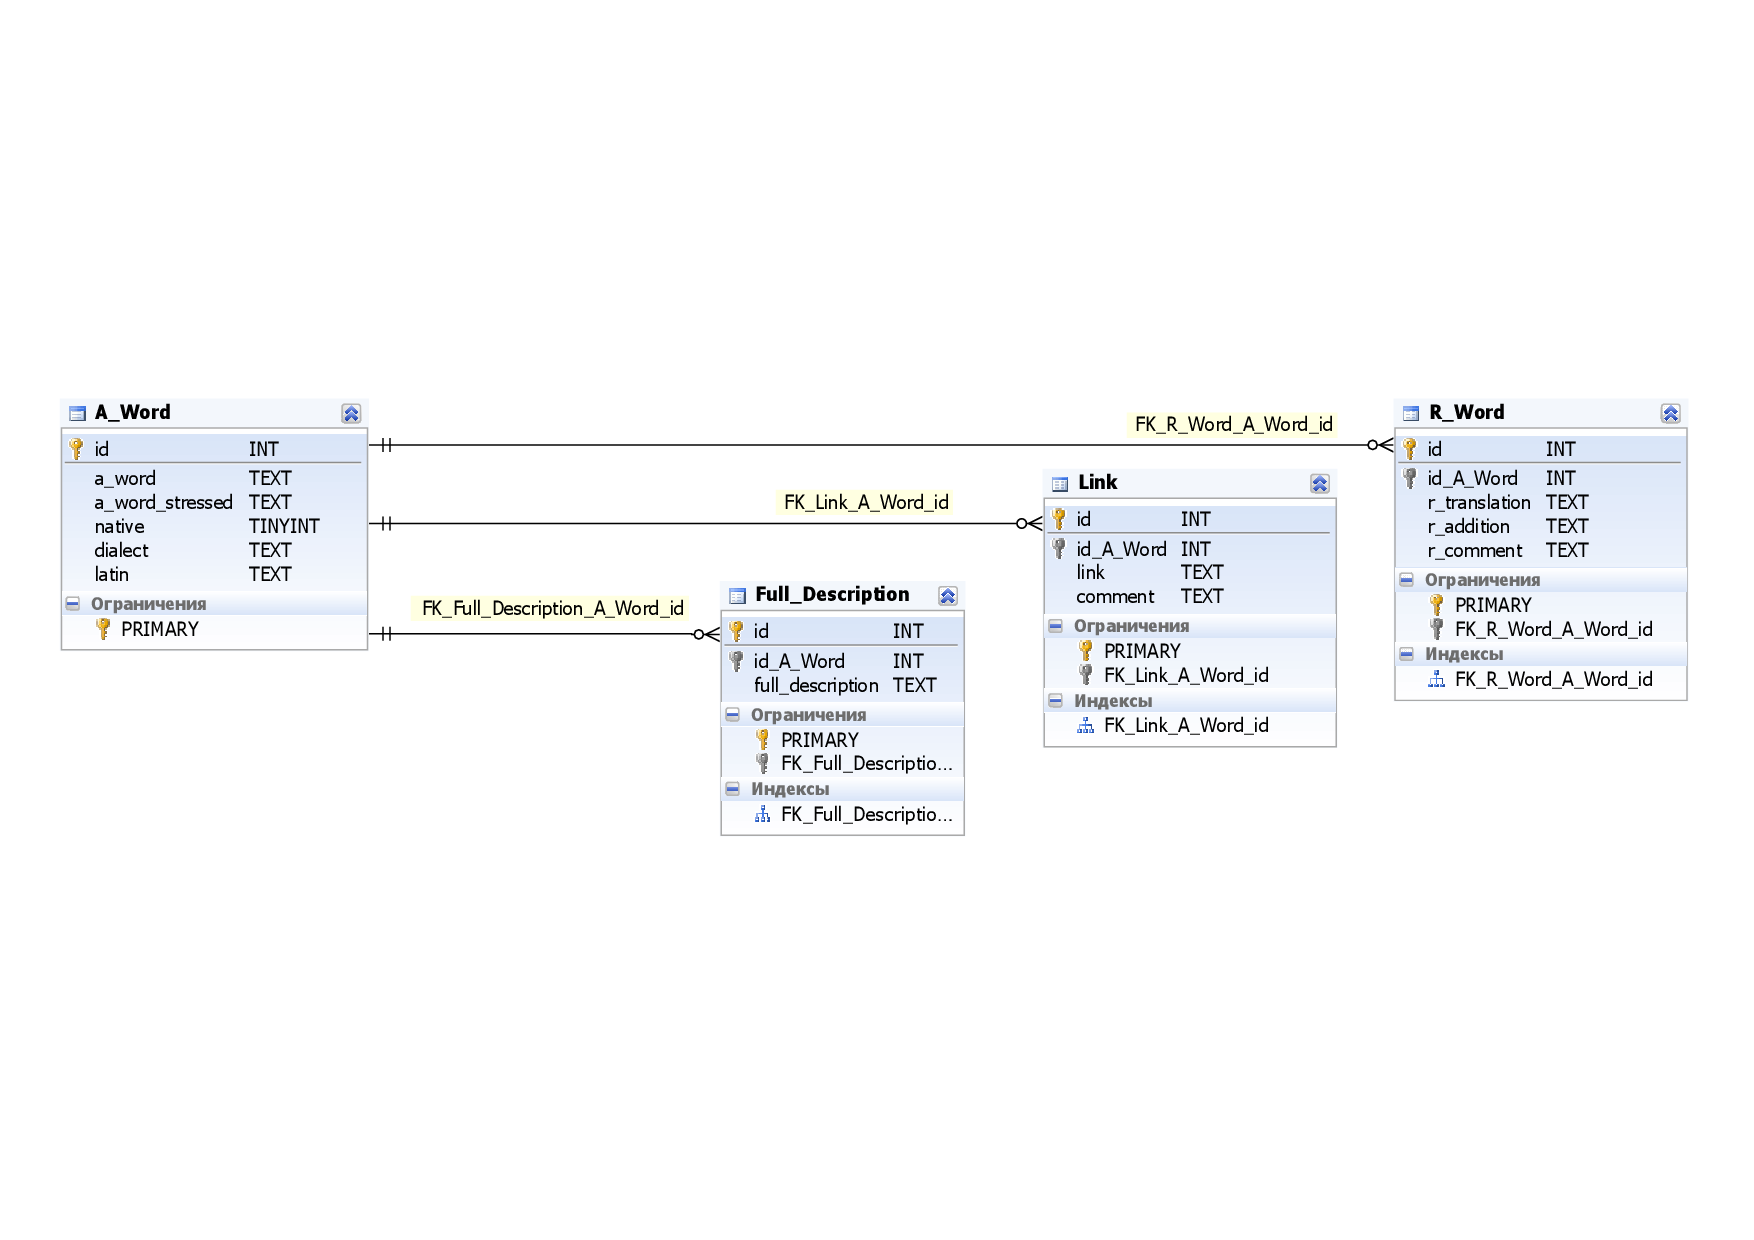 A_Word
id INT
a_word TEXT
a_word_stressed TEXT
native TINYINT
dialect TEXT
latin TEXT
Ограничения
PRIMARY
FK_R_Word_A_Word_id
FK_Link_A_Word_id
FK_Full_Description_A_Word_id
Full_Description
id INT
id_A_Word INT
full_description TEXT
Ограничения
PRIMARY
FK_Full_Descriptio...
Индексы
FK_Full_Descriptio...
Link
id INT
id_A_Word INT
link TEXT
comment TEXT
Ограничения
PRIMARY
FK_Link_A_Word_id
Индексы
FK_Link_A_Word_id
R_Word
id INT
id_A_Word INT
r_translation TEXT
r_addition TEXT
r_comment TEXT
Ограничения
PRIMARY
FK_R_Word_A_Word_id
Индексы
FK_R_Word_A_Word_id